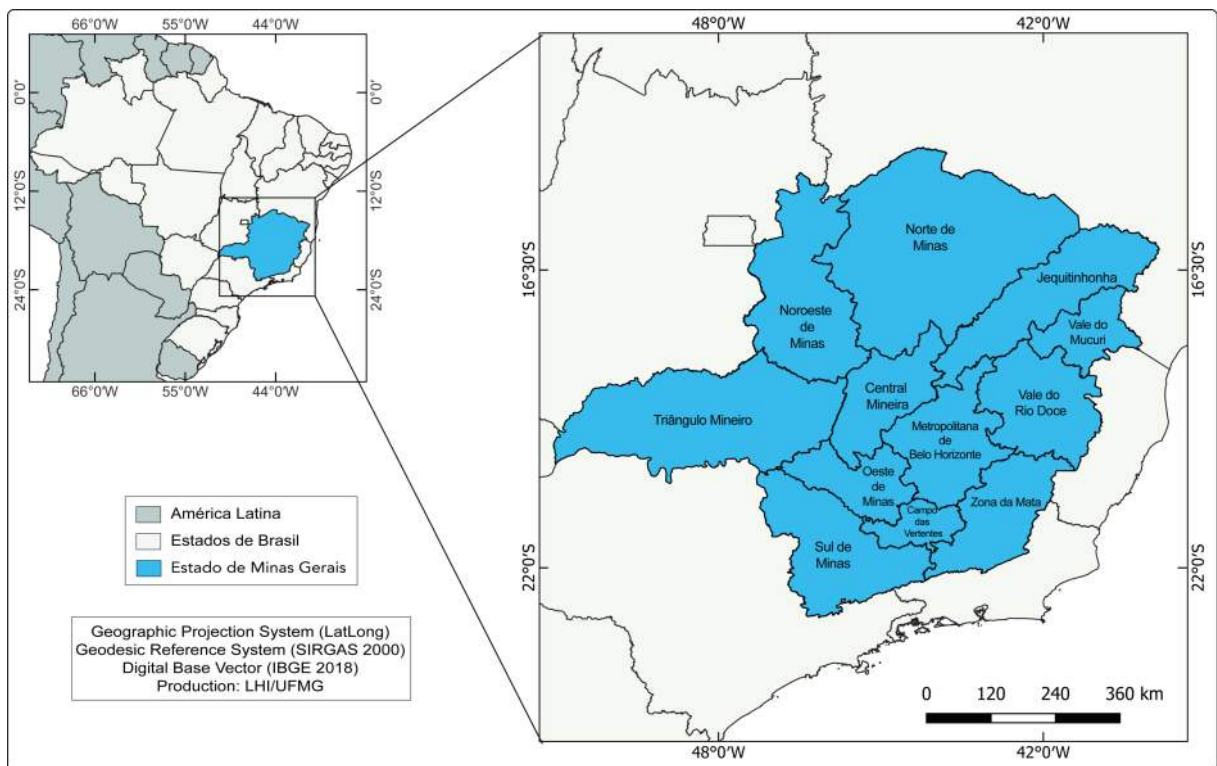 66°0'W 55°0'W 44°0'W
0°0'
12°0'S
24°0'S
0°0'
12°0'S
24°0'S
66°0'W 55°0'W 44°0'W
América Latina
Estados de Brasil
Estado de Minas Gerais
Geographic Projection System (LatLong)
Geodesic Reference System (SIRGAS 2000)
Digital Base Vector (IBGE 2018)
Production: LHI/UFMG
48°0'W 42°0'W
16°30'S
22°0'S
Norte de
Minas
Jequitinhonha
Noroeste
de
Minas
Vale do
Mucuri
Central
Mineira
Vale do
Rio Doce
Triângulo Mineiro
Metropolitana
de
Belo Horizonte
Oeste
de
Minas
Zona da Mata
Campo
das
Vertentes
Sul de
Minas
16°30'S
22°0'S
0 120 240 360 km
48°0'W 42°0'W